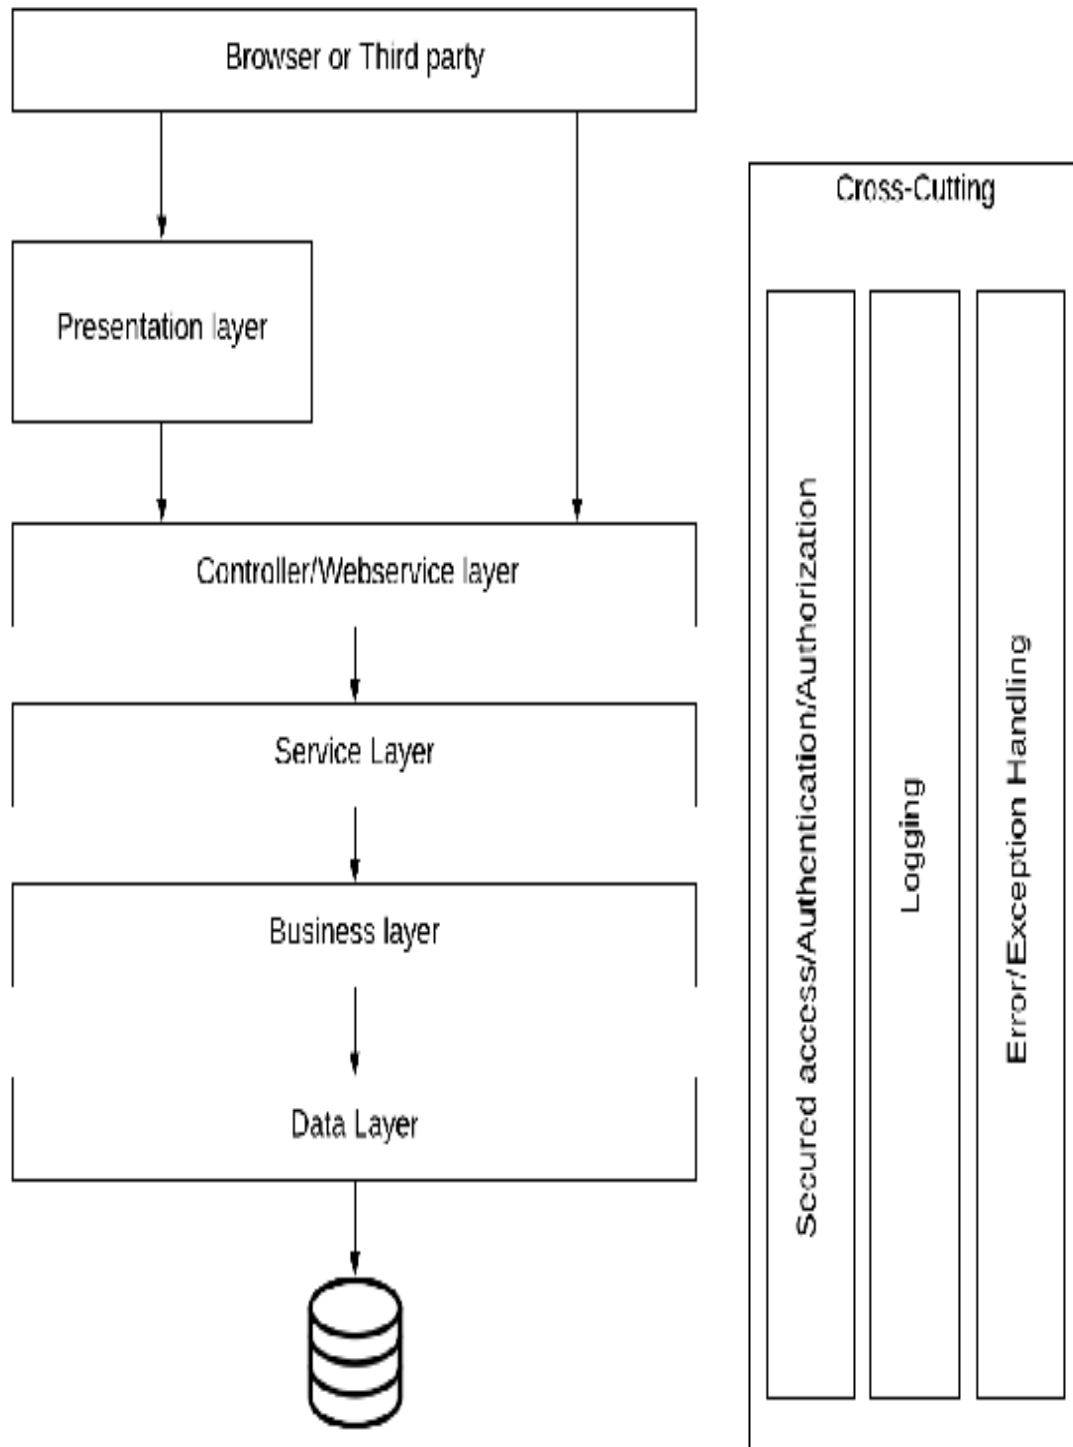 Browser or Third party
Cross-Cutting
Presentation layer
Controller/Webservice layer
Service Layer
Business layer
Data Layer
Secured access/Authentication/Authorization
Logging
Error/Exception Handling